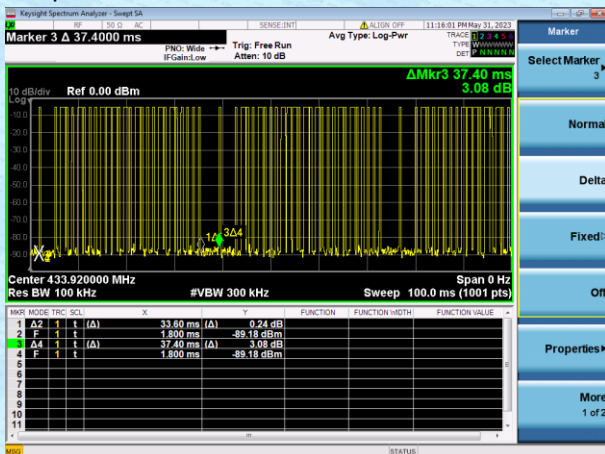 Keysight Spectrum Analyzer - Swept SA
RF 50 Ω AC SENSE:INT ALIGN OFF 11:16:01 PM May 31, 2023
Marker 3 Δ 37.4000 ms
PNO: Wide Trig: Free Run Avg Type: Log-Pwr TRACE 1 2 3 4 5 6
IFGain:Low Atten: 10 dB TYPE WWWWWW
DET P NNNNN
ΔMkr3 37.40 ms
3.08 dB
10 dB/div Ref 0.00 dBm
Log
-10.0
-20.0
-30.0
-40.0
-50.0
-60.0
-70.0
-80.0
-90.0
3Δ4
Center 433.920000 MHz Span 0 Hz
Res BW 100 kHz #VBW 300 kHz Sweep 100.0 ms (1001 pts)
MKR MODE TRC SCL X Y FUNCTION FUNCTION WIDTH FUNCTION VALUE
1 Δ2 1 t (Δ) 33.60 ms (Δ) 0.24 dB
2 F 1 t 1.800 ms -89.18 dBm
3 Δ4 1 t (Δ) 37.40 ms (Δ) 3.08 dB
4 F 1 t 1.800 ms -89.18 dBm
5
6
7
8
9
10
11
MSG STATUS
Marker
Select Marker
3
Normal
Delta
Fixed
Off
Properties
More
1 of 2